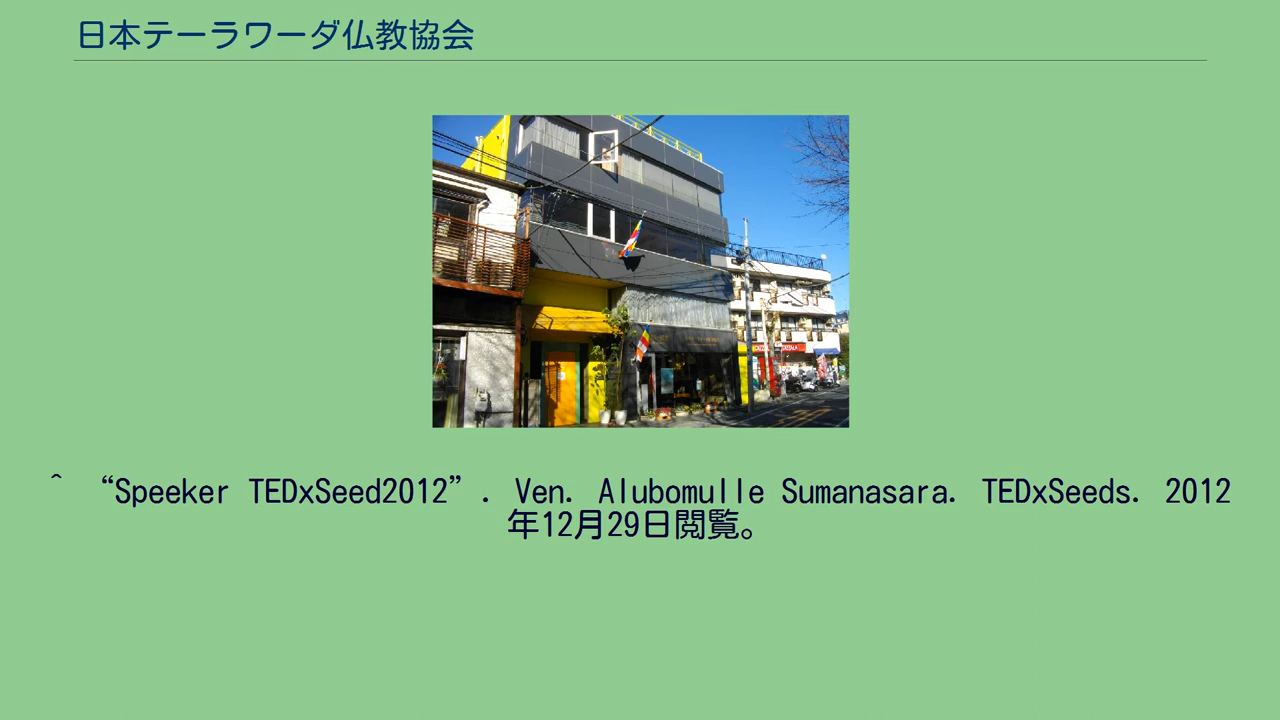 日本テーラワーダ仏教協会
^ “Speeker TEDxSeed2012”. Ven. Alubomulle Sumanasara. TEDxSeeds. 2012
年12月29日閲覧。